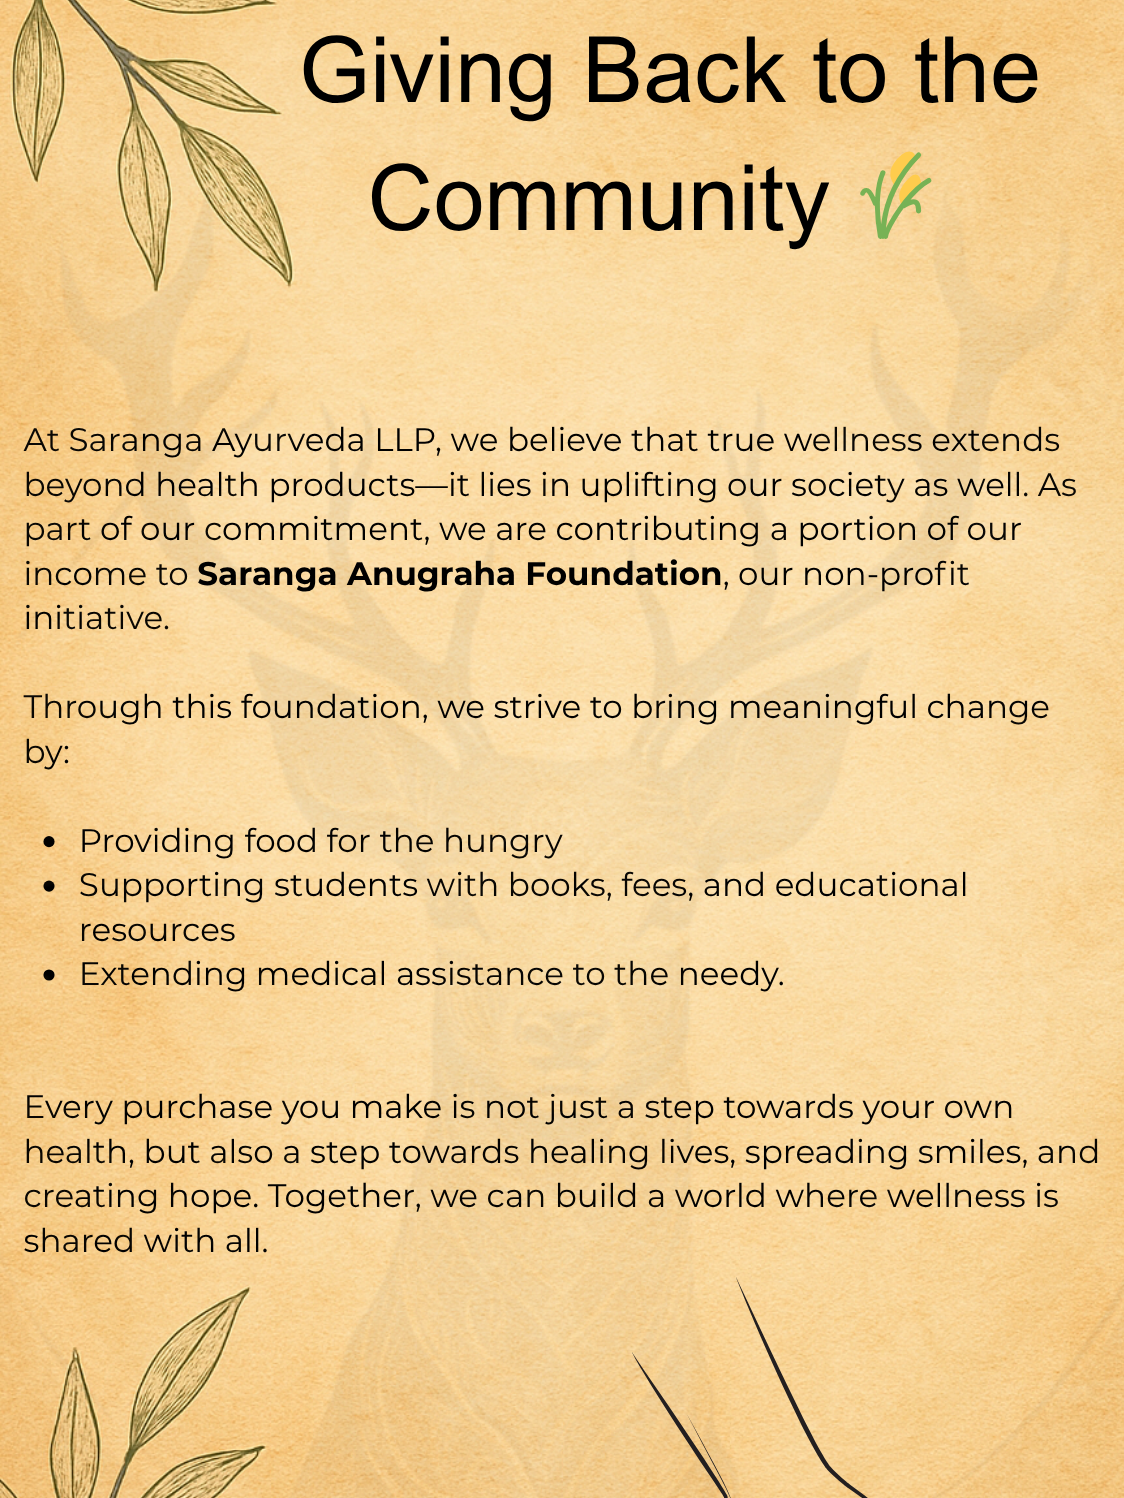 Giving Back to the
Community 🌾
At Saranga Ayurveda LLP, we believe that true wellness extends
beyond health products—it lies in uplifting our society as well. As
part of our commitment, we are contributing a portion of our
income to Saranga Anugraha Foundation, our non-profit
initiative.
Through this foundation, we strive to bring meaningful change
by:
• Providing food for the hungry
• Supporting students with books, fees, and educational
resources
• Extending medical assistance to the needy.
Every purchase you make is not just a step towards your own
health, but also a step towards healing lives, spreading smiles, and
creating hope. Together, we can build a world where wellness is
shared with all.